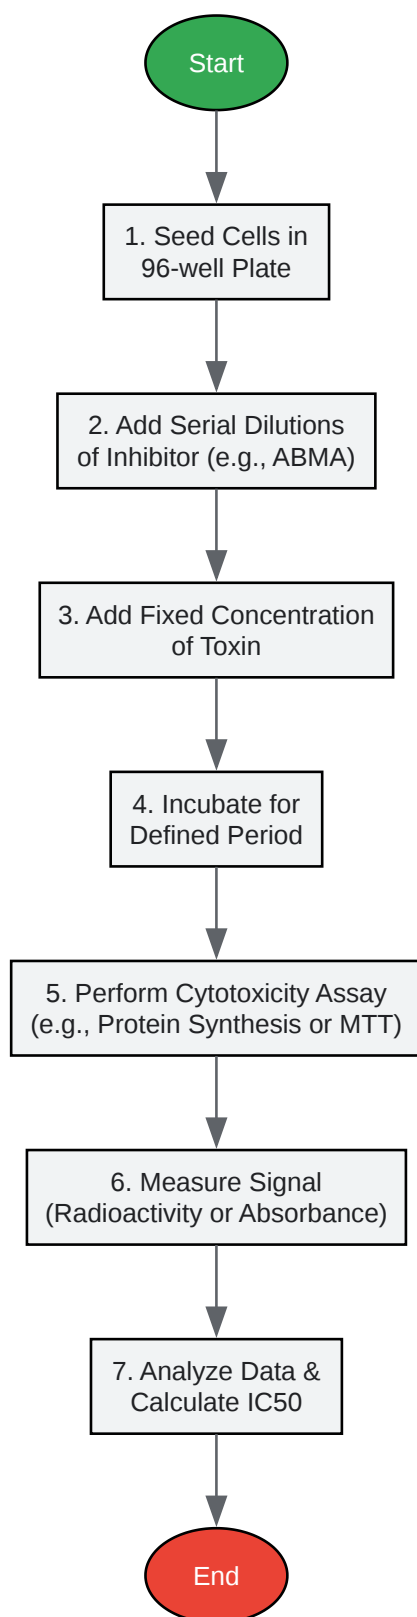 Start
1. Seed Cells in
96-well Plate
2. Add Serial Dilutions
of Inhibitor (e.g., ABMA)
3. Add Fixed Concentration
of Toxin
4. Incubate for
Defined Period
5. Perform Cytotoxicity Assay
(e.g., Protein Synthesis or MTT)
6. Measure Signal
(Radioactivity or Absorbance)
7. Analyze Data &
Calculate IC50
End